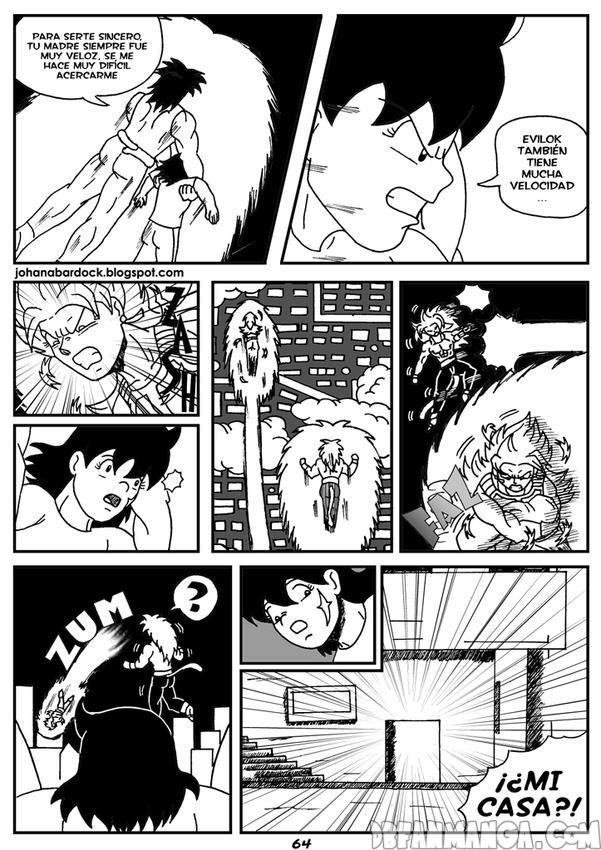 PARA SERTE SINCERO,
TU MADRE SIEMPRE FUE
MUY VELOZ, SE ME
HACE MUY DIFÍCIL
ACERCARME
EVILOK
TAMBIÉN
TIENE
MUCHA
VELOCIDAD
...
johanabardock.blogspot.com
ZASH
ZUM
?
¡¿MI
CASA?!
64
DBFANMANGA.COM